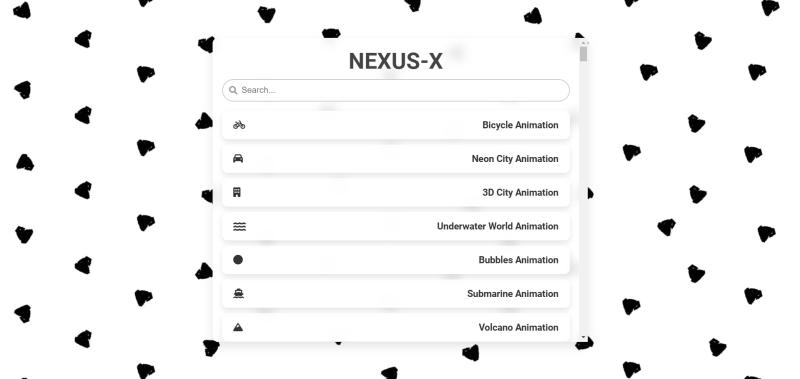 NEXUS-X
Search...
Bicycle Animation
Neon City Animation
3D City Animation
Underwater World Animation
Bubbles Animation
Submarine Animation
Volcano Animation